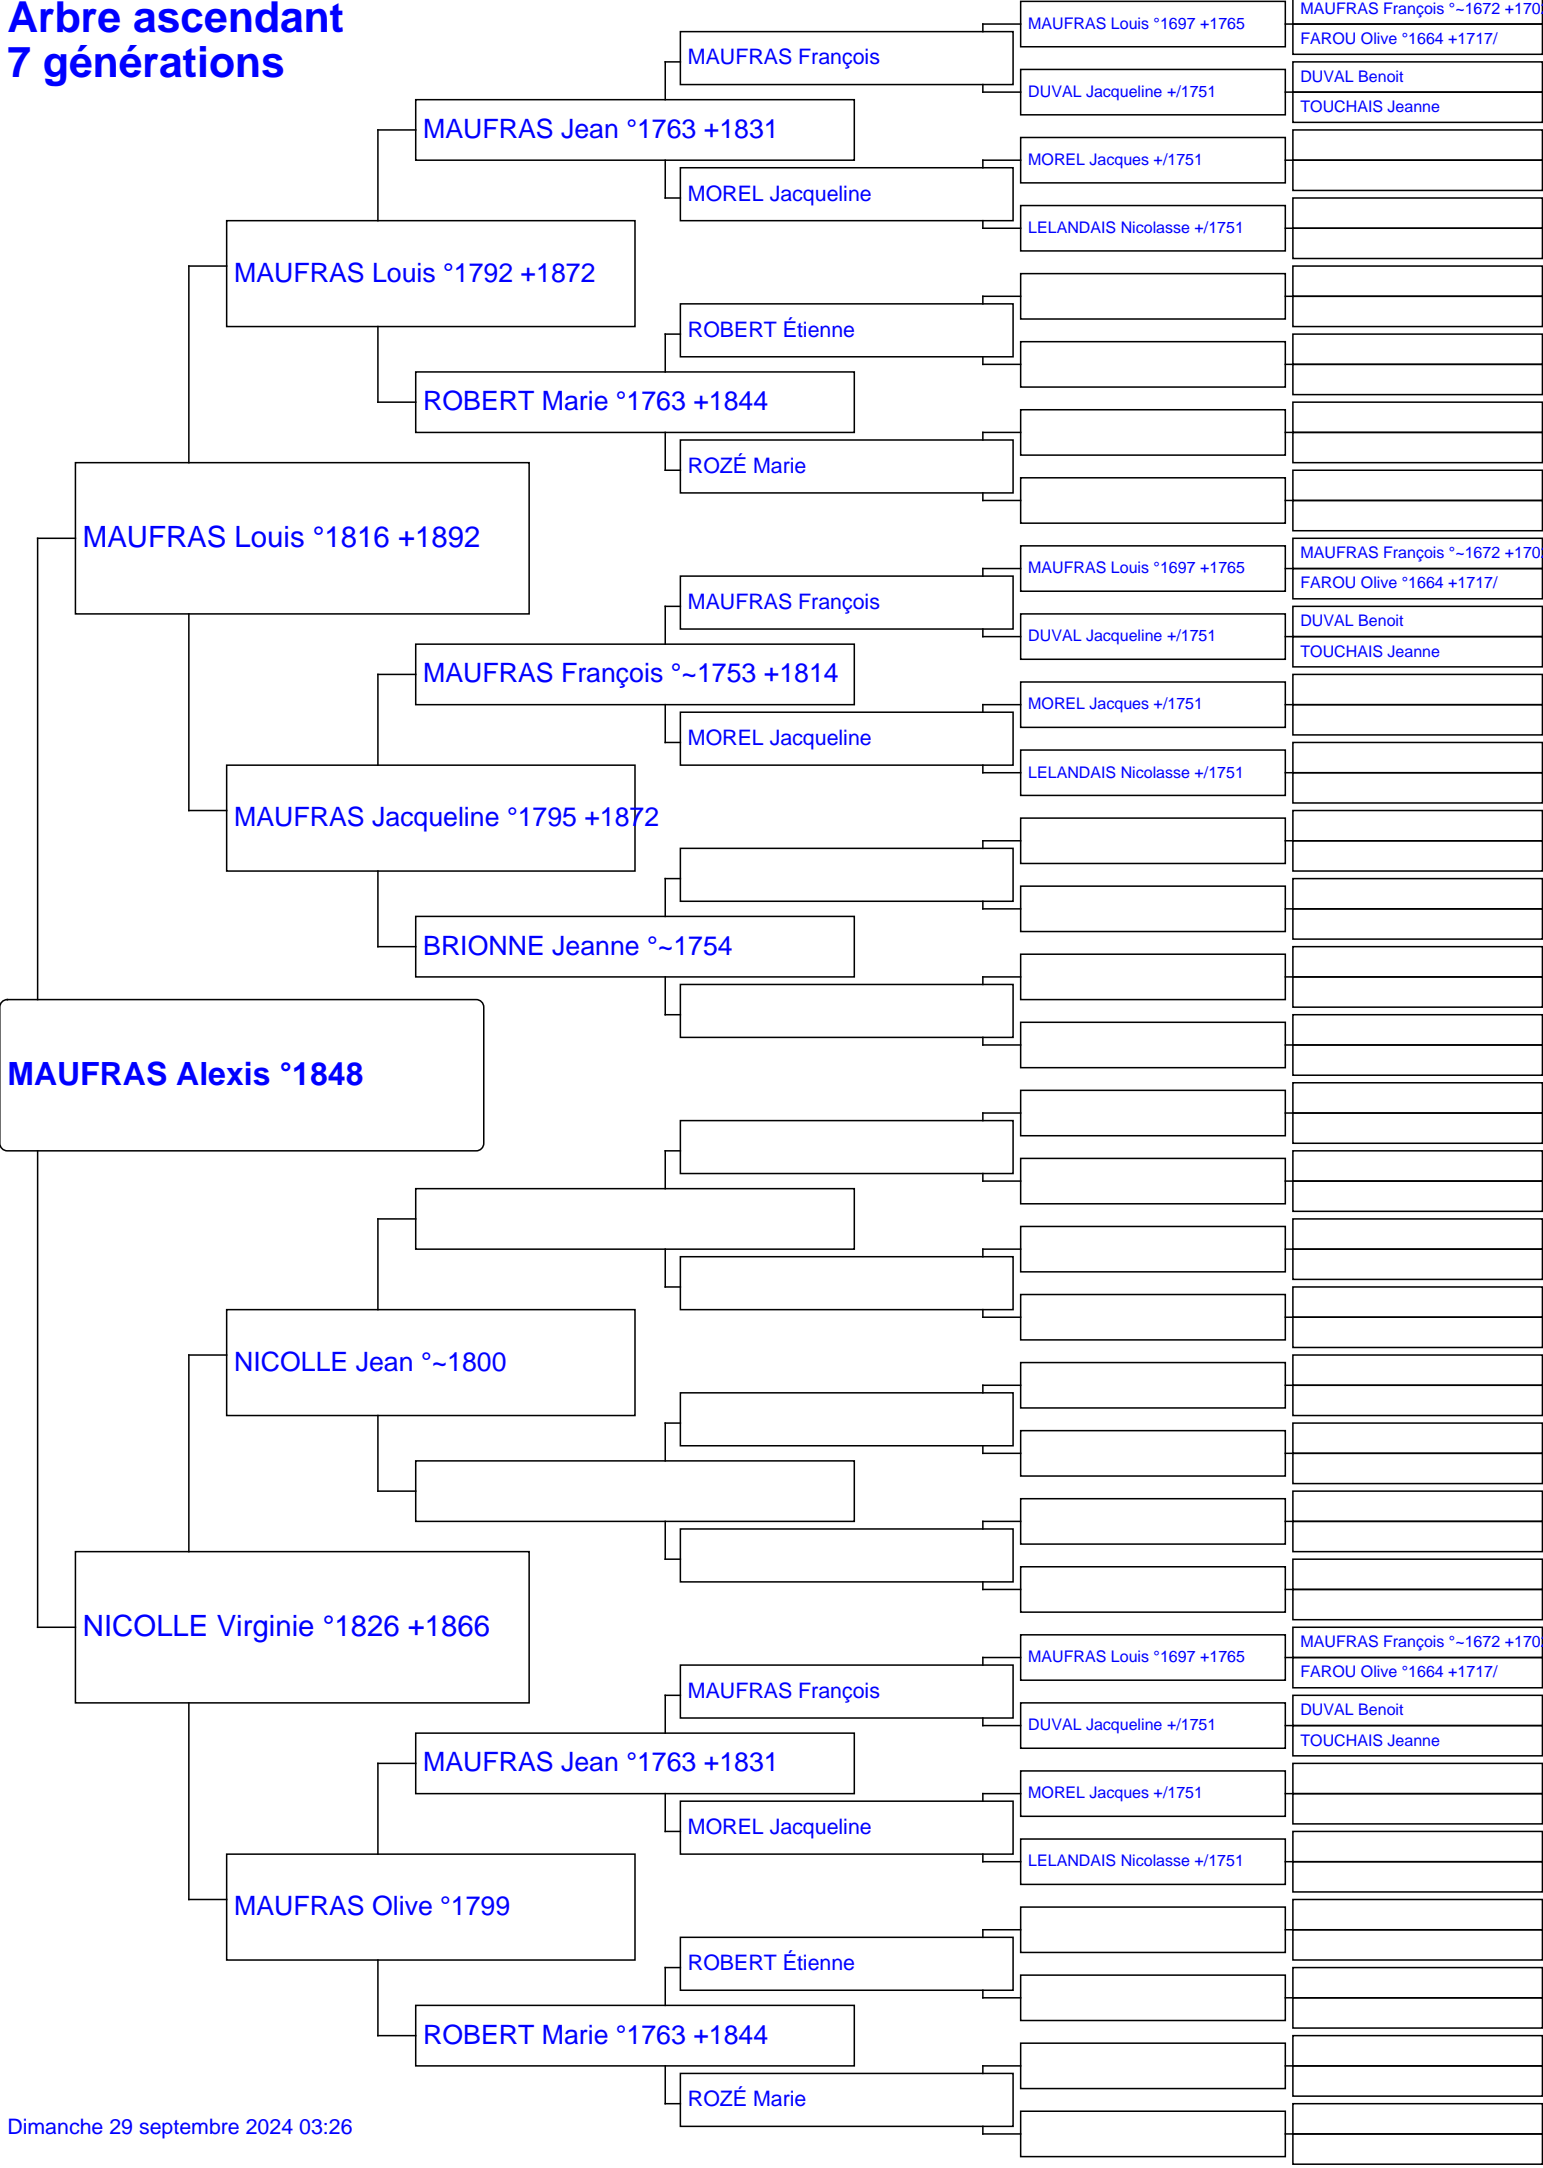 Arbre ascendant
7 générations
MAUFRAS François °~1672 +170
MAUFRAS Louis °1697 +1765
FAROU Olive °1664 +1717/
MAUFRAS François
DUVAL Benoit
DUVAL Jacqueline +/1751
TOUCHAIS Jeanne
MAUFRAS Jean °1763 +1831
MOREL Jacques +/1751
MOREL Jacqueline
LELANDAIS Nicolasse +/1751
MAUFRAS Louis °1792 +1872
ROBERT Étienne
ROBERT Marie °1763 +1844
ROZÉ Marie
MAUFRAS Louis °1816 +1892
MAUFRAS François °~1672 +170
MAUFRAS Louis °1697 +1765
FAROU Olive °1664 +1717/
MAUFRAS François
DUVAL Benoit
DUVAL Jacqueline +/1751
TOUCHAIS Jeanne
MAUFRAS François °~1753 +1814
MOREL Jacques +/1751
MOREL Jacqueline
LELANDAIS Nicolasse +/1751
MAUFRAS Jacqueline °1795 +1872
BRIONNE Jeanne °~1754
MAUFRAS Alexis °1848
NICOLLE Jean °~1800
NICOLLE Virginie °1826 +1866
MAUFRAS François °~1672 +170
MAUFRAS Louis °1697 +1765
FAROU Olive °1664 +1717/
MAUFRAS François
DUVAL Benoit
DUVAL Jacqueline +/1751
TOUCHAIS Jeanne
MAUFRAS Jean °1763 +1831
MOREL Jacques +/1751
MOREL Jacqueline
LELANDAIS Nicolasse +/1751
MAUFRAS Olive °1799
ROBERT Étienne
ROBERT Marie °1763 +1844
ROZÉ Marie
Dimanche 29 septembre 2024 03:26